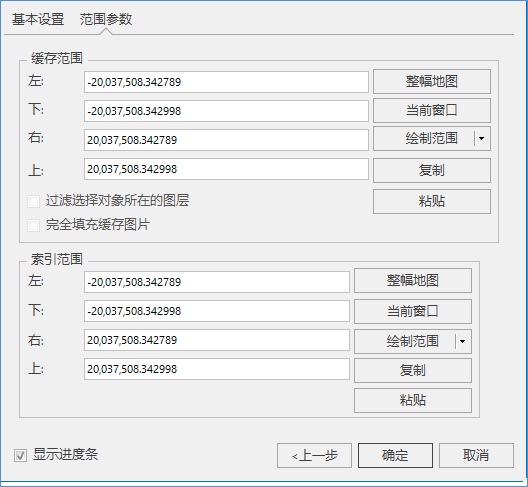 基本设置 范围参数
缓存范围
左: -20,037,508.342789 整幅地图
下: -20,037,508.342998 当前窗口
右: 20,037,508.342789 绘制范围
上: 20,037,508.342998 复制
过滤选择对象所在的图层 粘贴
完全填充缓存图片
索引范围
左: -20,037,508.342789 整幅地图
下: -20,037,508.342998 当前窗口
右: 20,037,508.342789 绘制范围
上: 20,037,508.342998 复制
粘贴
显示进度条 <上一步 确定 取消